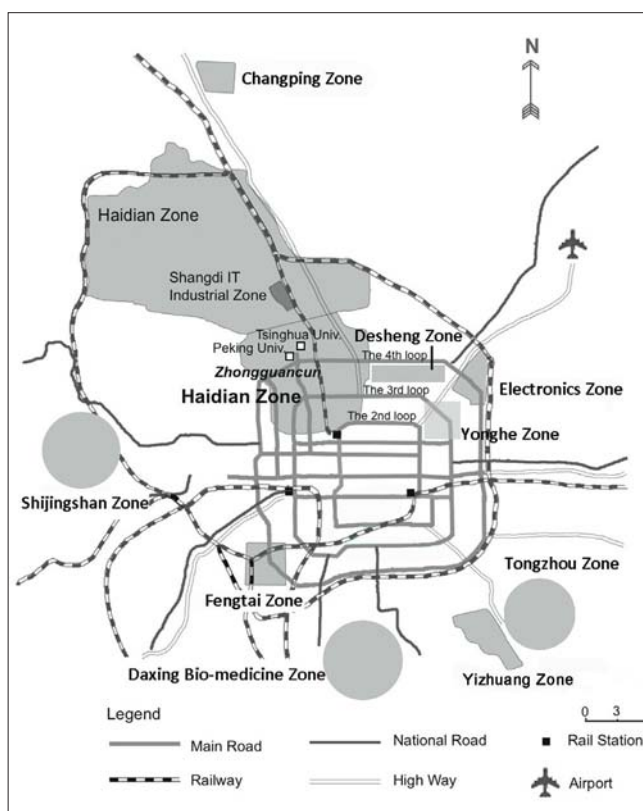 N
Changping Zone
Haidian Zone
Shangdi IT
Industrial Zone
Tsinghua Univ.
Peking Univ.
Zhongguancun
Desheng Zone
The 4th loop
Haidian Zone
The 3rd loop
Electronics Zone
The 2nd loop
Yonghe Zone
Shijingshan Zone
Tongzhou Zone
Fengtai Zone
Daxing Bio-medicine Zone
Yizhuang Zone
Legend
0 3
Main Road
National Road
Rail Station
Railway
High Way
Airport